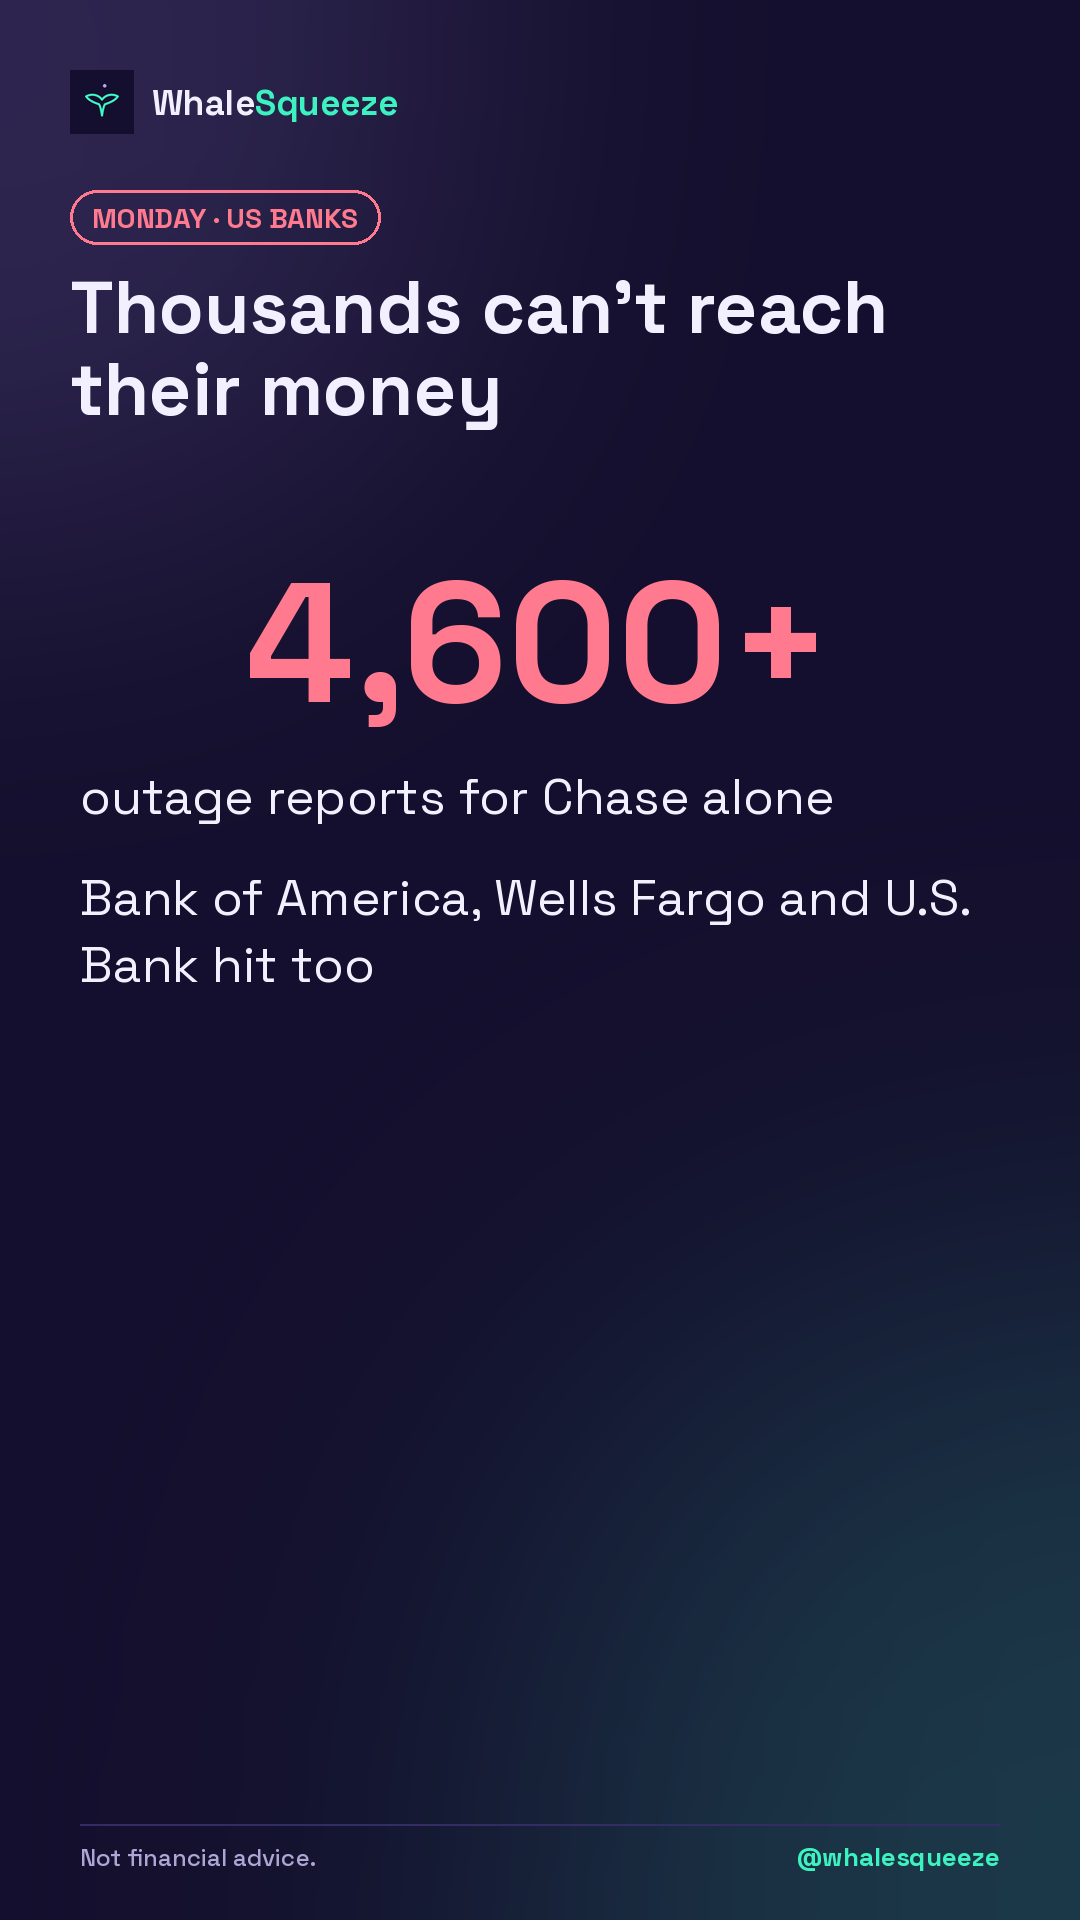 WhaleSqueeze
MONDAY · US BANKS
Thousands can’t reach
their money
4,600+
outage reports for Chase alone
Bank of America, Wells Fargo and U.S.
Bank hit too
Not financial advice.
@whalesqueeze